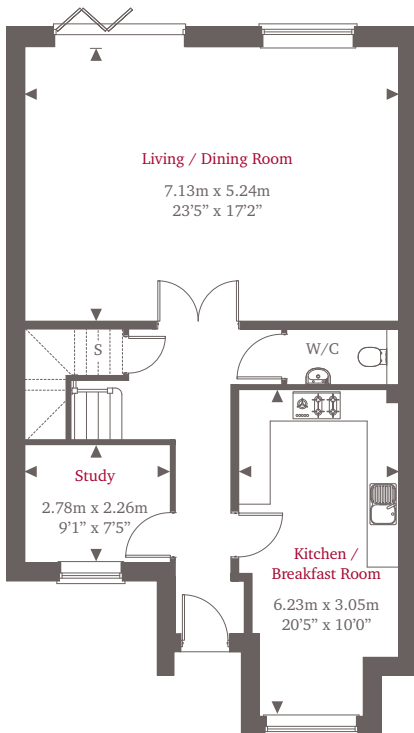 Living / Dining Room
7.13m x 5.24m
23’5” x 17’2”
S
W/C
Study
2.78m x 2.26m
9’1” x 7’5”
Kitchen /
Breakfast Room
6.23m x 3.05m
20’5” x 10’0”